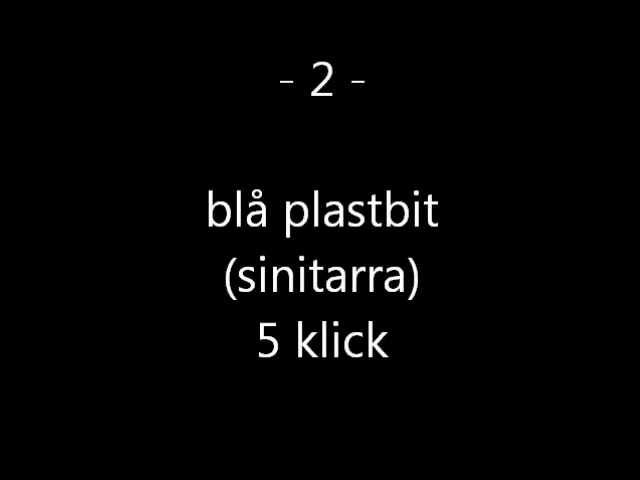 - 2 -
blå plastbit
(sinitarra)
5 klick